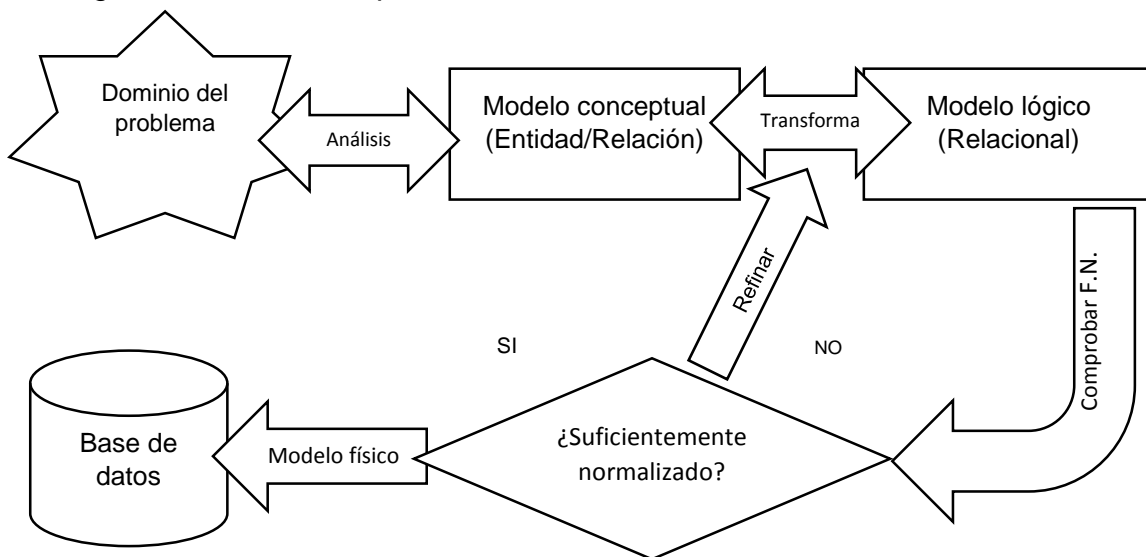 Dominio del
problema
Análisis
Modelo conceptual
(Entidad/Relación)
Transforma
Modelo lógico
(Relacional)
Refinar
Comprobar F.N.
SI
NO
¿Suficientemente
normalizado?
Modelo físico
Base de
datos